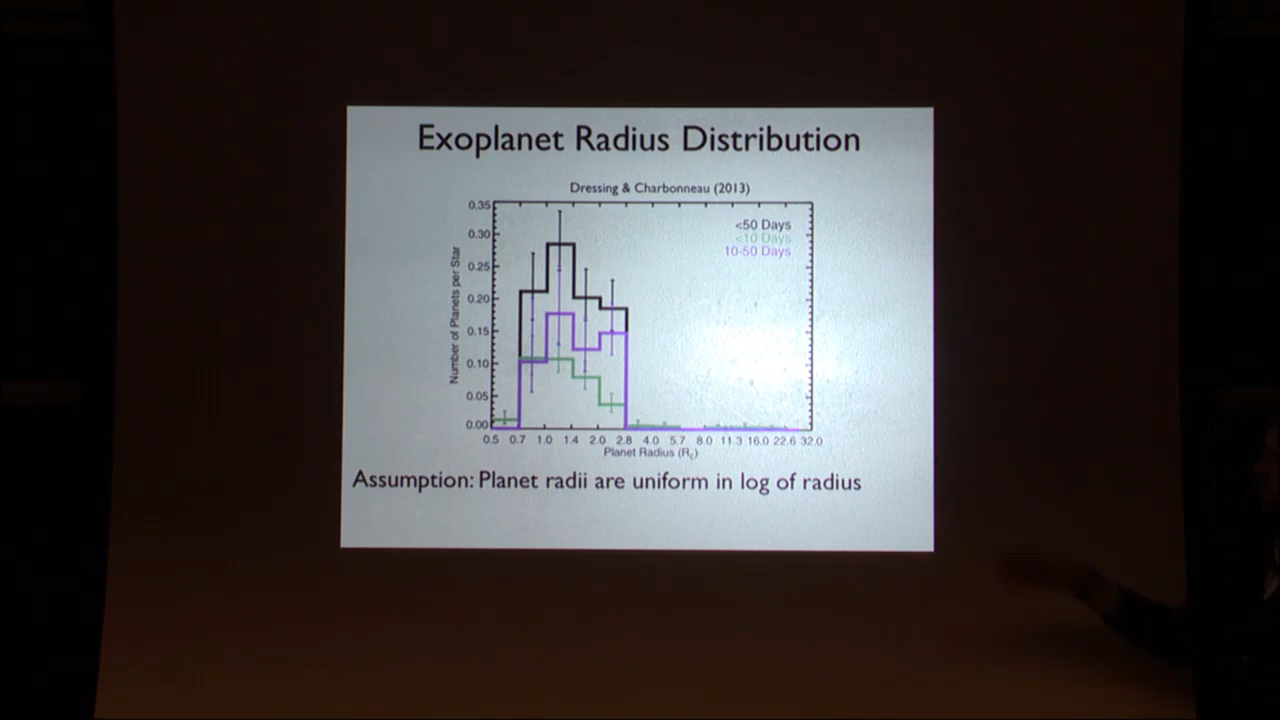 Exoplanet Radius Distribution
Dressing & Charbonneau (2013)
0.35
0.30
0.25
0.20
0.15
0.10
0.05
0.00
Number of Planets per Star
<50 Days
<10 Days
10-50 Days
0.5 0.7 1.0 1.4 2.0 2.8 4.0 5.7 8.0 11.3 16.0 22.6 32.0
Planet Radius (R
Assumption: Planet radii are uniform in log of radius